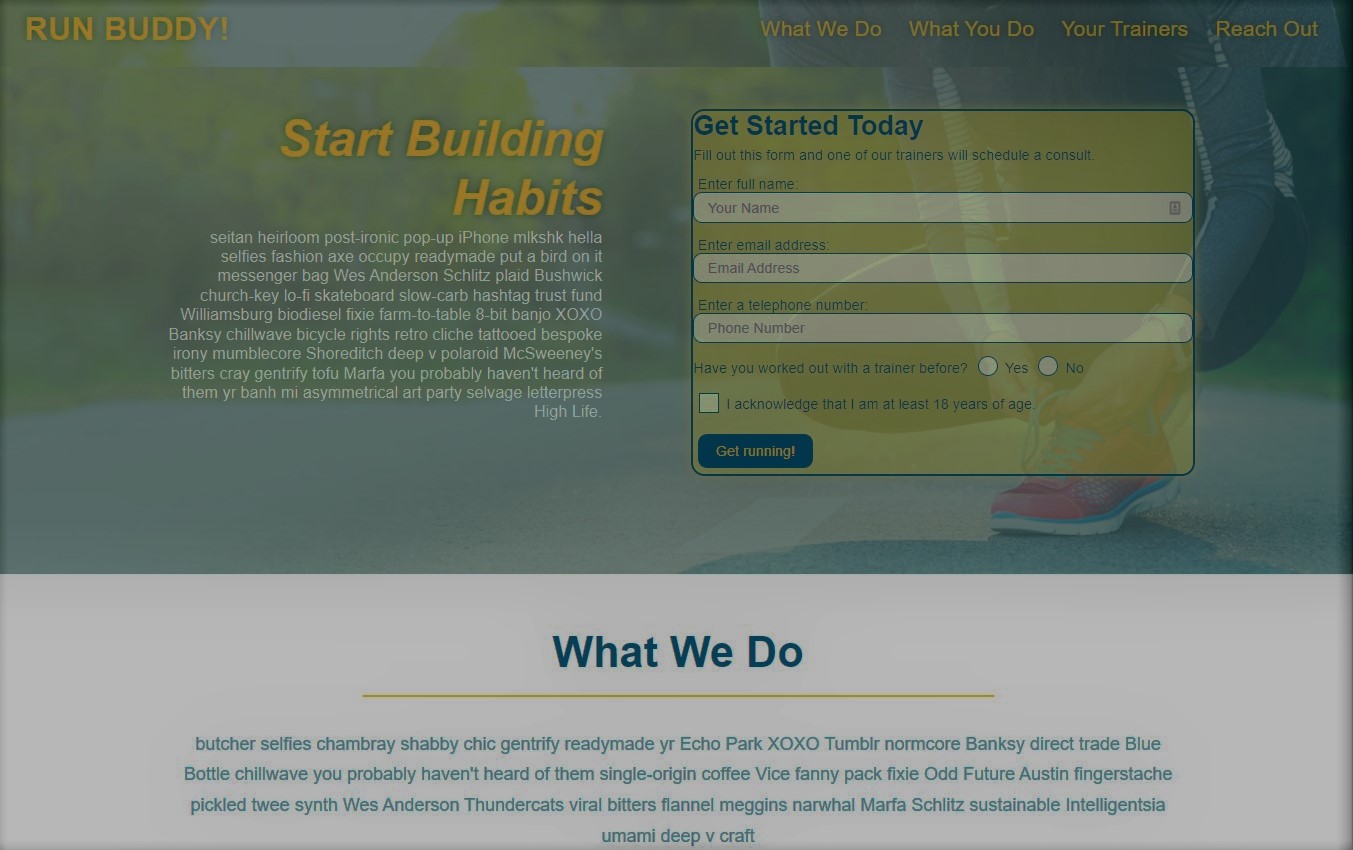 RUN BUDDY!
What We Do What You Do Your Trainers Reach Out
Start Building
Habits
seitan heirloom post-ironic pop-up iPhone mlkshk hella
selfies fashion axe occupy readymade put a bird on it
messenger bag Wes Anderson Schlitz plaid Bushwick
church-key lo-fi skateboard slow-carb hashtag trust fund
Williamsburg biodiesel fixie farm-to-table 8-bit banjo XOXO
Banksy chillwave bicycle rights retro cliche tattooed bespoke
irony mumblecore Shoreditch deep v polaroid McSweeney's
bitters cray gentrify tofu Marfa you probably haven't heard of
them yr banh mi asymmetrical art party selvage letterpress
High Life.
Get Started Today
Fill out this form and one of our trainers will schedule a consult.
Enter full name:
Your Name
Enter email address:
Email Address
Enter a telephone number:
Phone Number
Have you worked out with a trainer before? Yes No
I acknowledge that I am at least 18 years of age.
Get running!
What We Do
butcher selfies chambray shabby chic gentrify readymade yr Echo Park XOXO Tumblr normcore Banksy direct trade Blue
Bottle chillwave you probably haven't heard of them single-origin coffee Vice fanny pack fixie Odd Future Austin fingerstache
pickled twee synth Wes Anderson Thundercats viral bitters flannel meggins narwhal Marfa Schlitz sustainable Intelligentsia
umami deep v craft